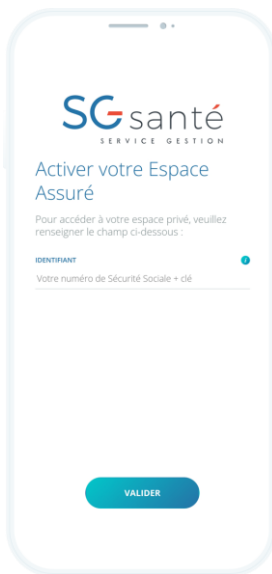 SG santé
SERVICE GESTION
Activer votre Espace
Assuré
Pour accéder à votre espace privé, veuillez
renseigner le champ ci-dessous :
IDENTIFIANT
i
Votre numéro de Sécurité Sociale + clé
VALIDER